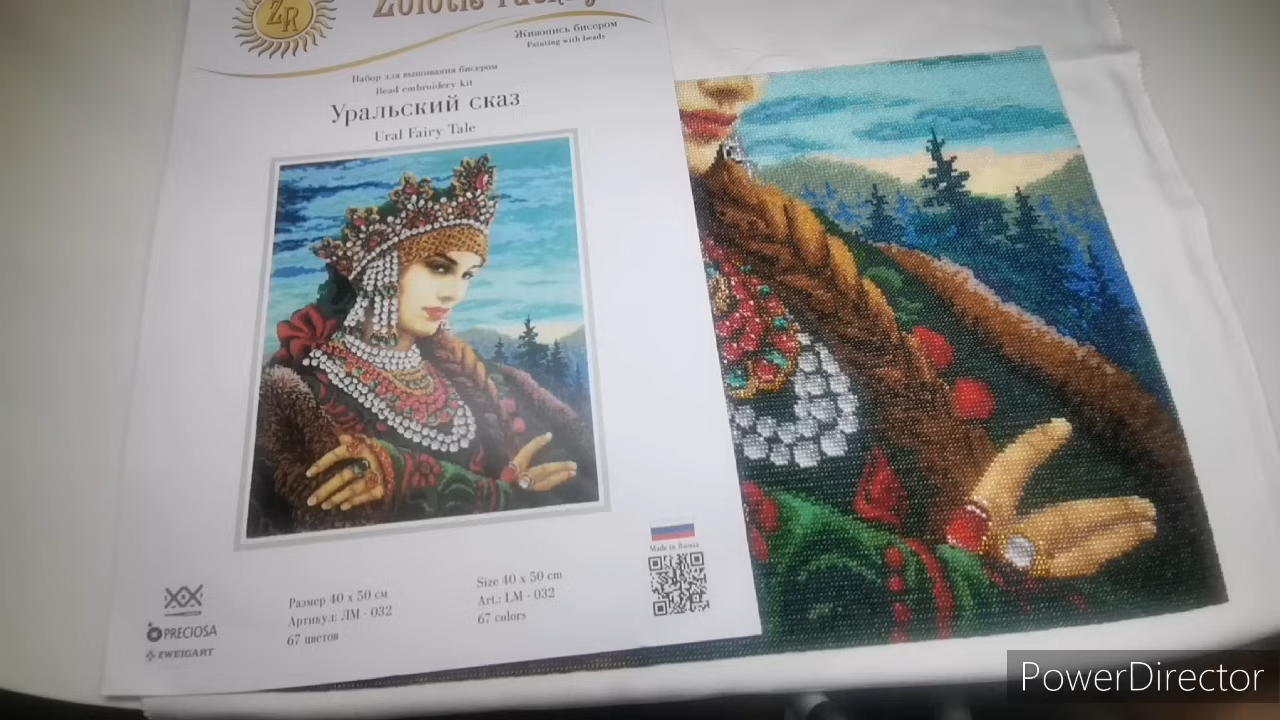 ZR
Живопись бисером
Painting with beads
Набор для вышивания бисером
Bead embroidery kit
Уральский сказ
Ural Fairy Tale
Made in Russia
Размер 40 x 50 см
Артикул: ЛМ - 032
67 цветов
Size 40 x 50 cm
Art.: LM - 032
67 colors
PRECIOSA
ZWEIGART
PowerDirector